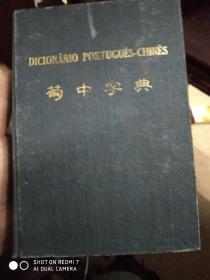 DICIONÁRIO PORTUGUÊS-CHINÊS
葡中字典
SHOT ON REDMI 7
AI DUAL CAMERA